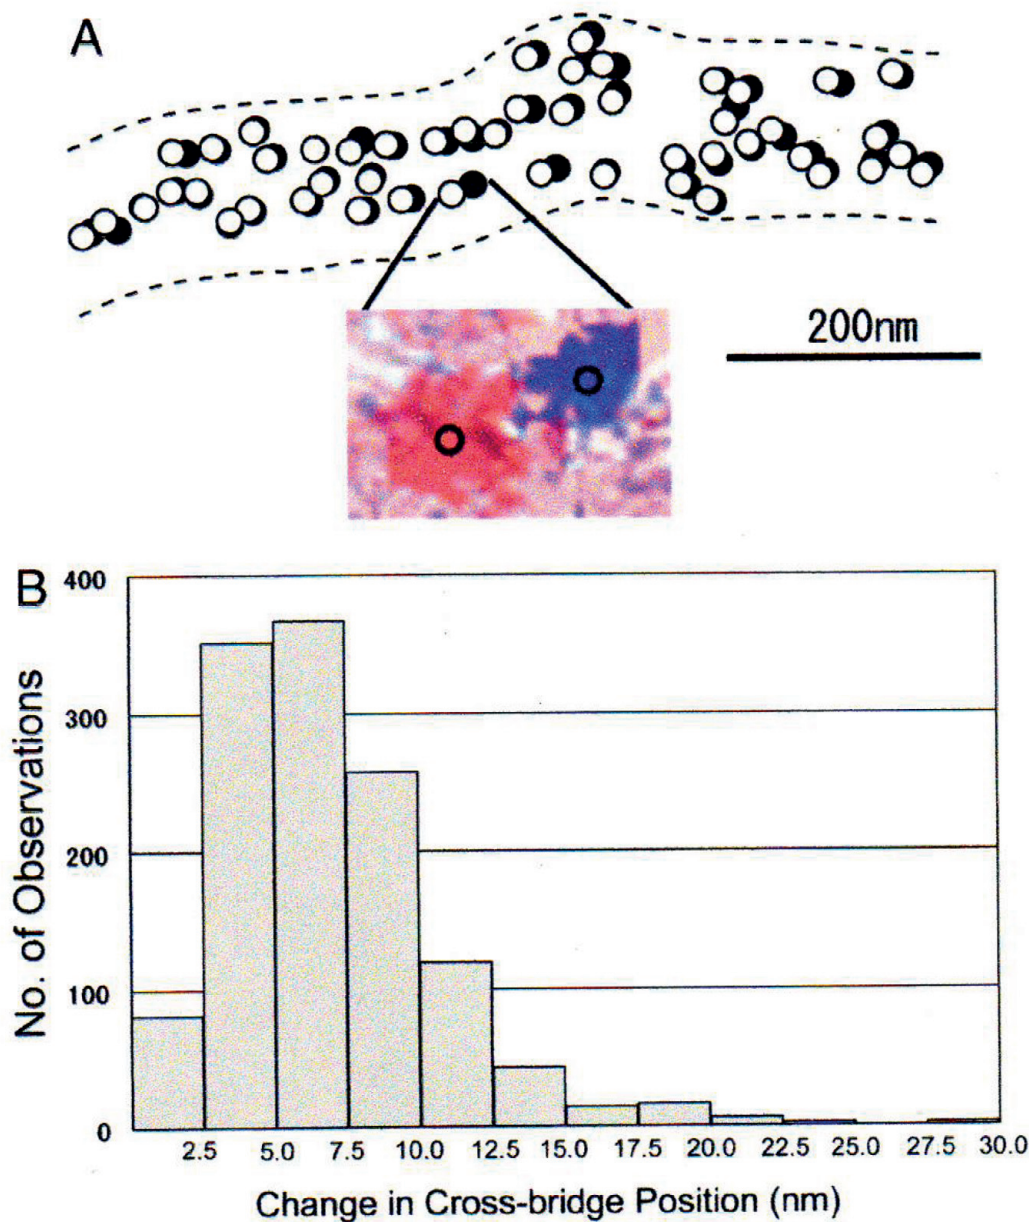 A
200nm
B
400
300
200
100
0
No. of Observations
2.5 5.0 7.5 10.0 12.5 15.0 17.5 20.0 22.5 25.0 27.5 30.0
Change in Cross-bridge Position (nm)